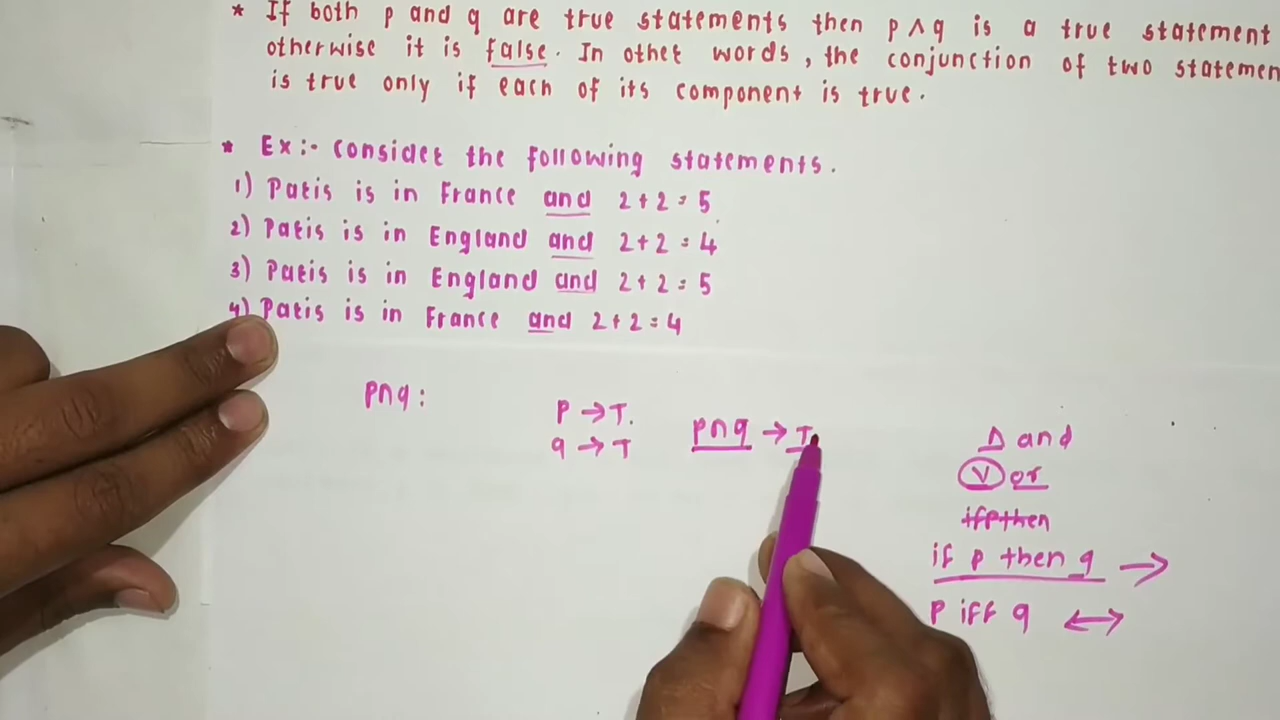 * If both p and q are true statements then p ∧ q is a true statement
otherwise it is false. In other words, the conjunction of two statemen
is true only if each of its component is true.
* Ex:- consider the following statements.
1) Paris is in France and 2+2=5
2) Paris is in England and 2+2=4
3) Paris is in England and 2+2=5
4) Paris is in France and 2+2=4
p∩q:
P → T.
q → T
p∩q → T
Δ and
V or
if p then
if p then q →
P iff q ↔